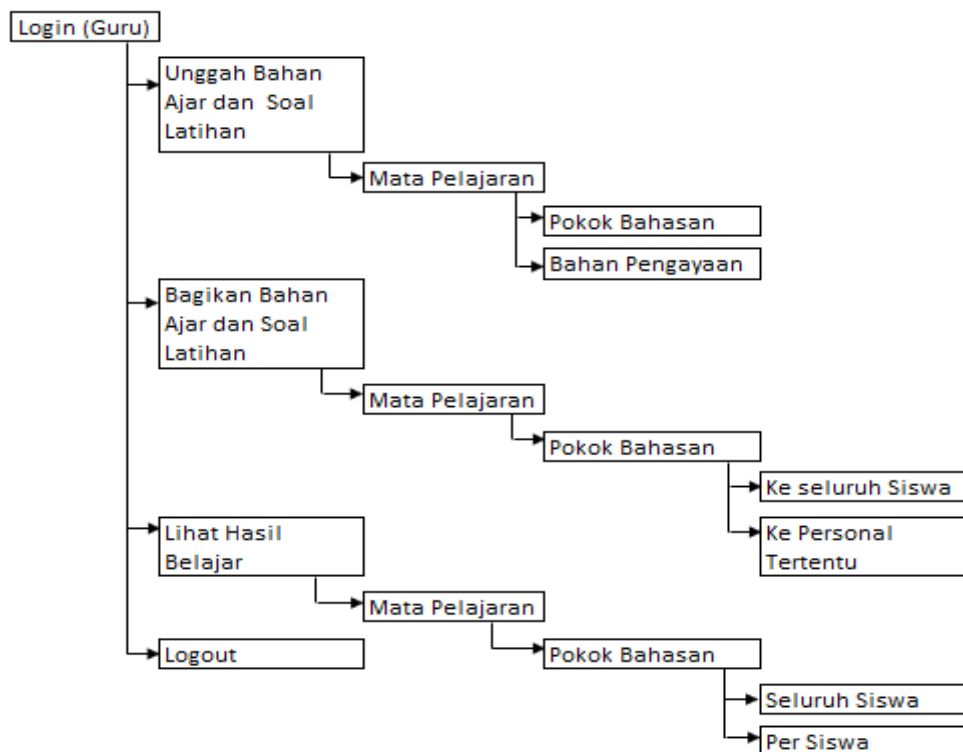 Login (Guru)
Unggah Bahan
Ajar dan Soal
Latihan
Mata Pelajaran
Pokok Bahasan
Bahan Pengayaan
Bagikan Bahan
Ajar dan Soal
Latihan
Mata Pelajaran
Pokok Bahasan
Ke seluruh Siswa
Ke Personal
Tertentu
Lihat Hasil
Belajar
Mata Pelajaran
Pokok Bahasan
Seluruh Siswa
Per Siswa
Logout